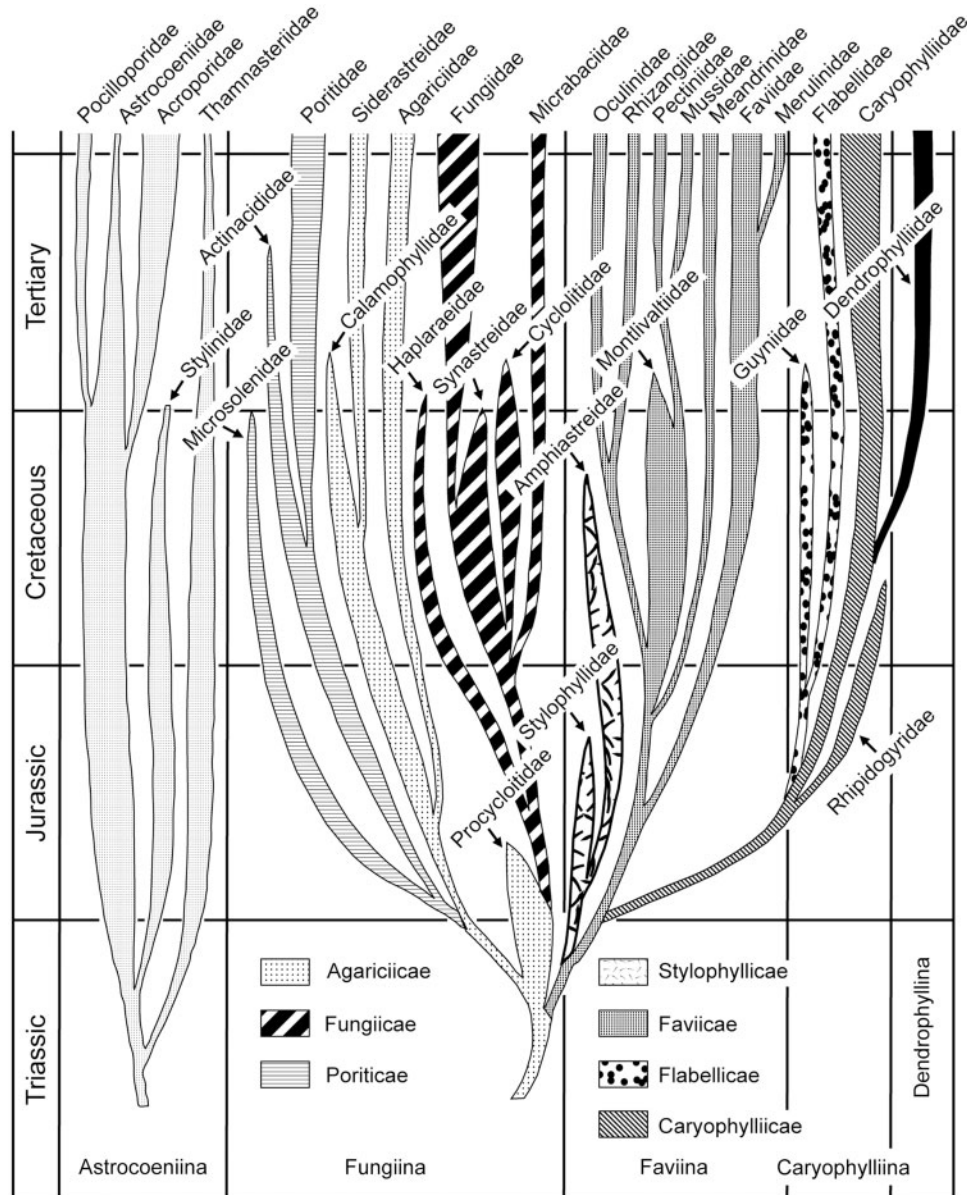 Pocilloporidae
Astrocoeniidae
Acroporidae
Thamnasteriidae
Poritidae
Siderastreidae
Agariciidae
Fungiidae
Micrabaciidae
Oculinidae
Rhizangiidae
Pectiniidae
Mussidae
Meandrinidae
Faviidae
Merulinidae
Flabellidae
Caryophylliidae
Tertiary
Cretaceous
Jurassic
Triassic
Actinacididae
Stylinidae
Microsolenidae
Calamophyllidae
Haplaraeidae
Synastreidae
Cycloitidae
Amphiastreidae
Montlivaltiidae
Guyniidae
Dendrophylliidae
Stylophyllidae
Procycloitidae
Rhipidogyridae
Agariciicae
Fungiicae
Poriticae
Stylophyllicae
Faviicae
Flabellicae
Caryophylliicae
Astrocoeniina
Fungiina
Faviina
Caryophylliina
Dendrophyllina